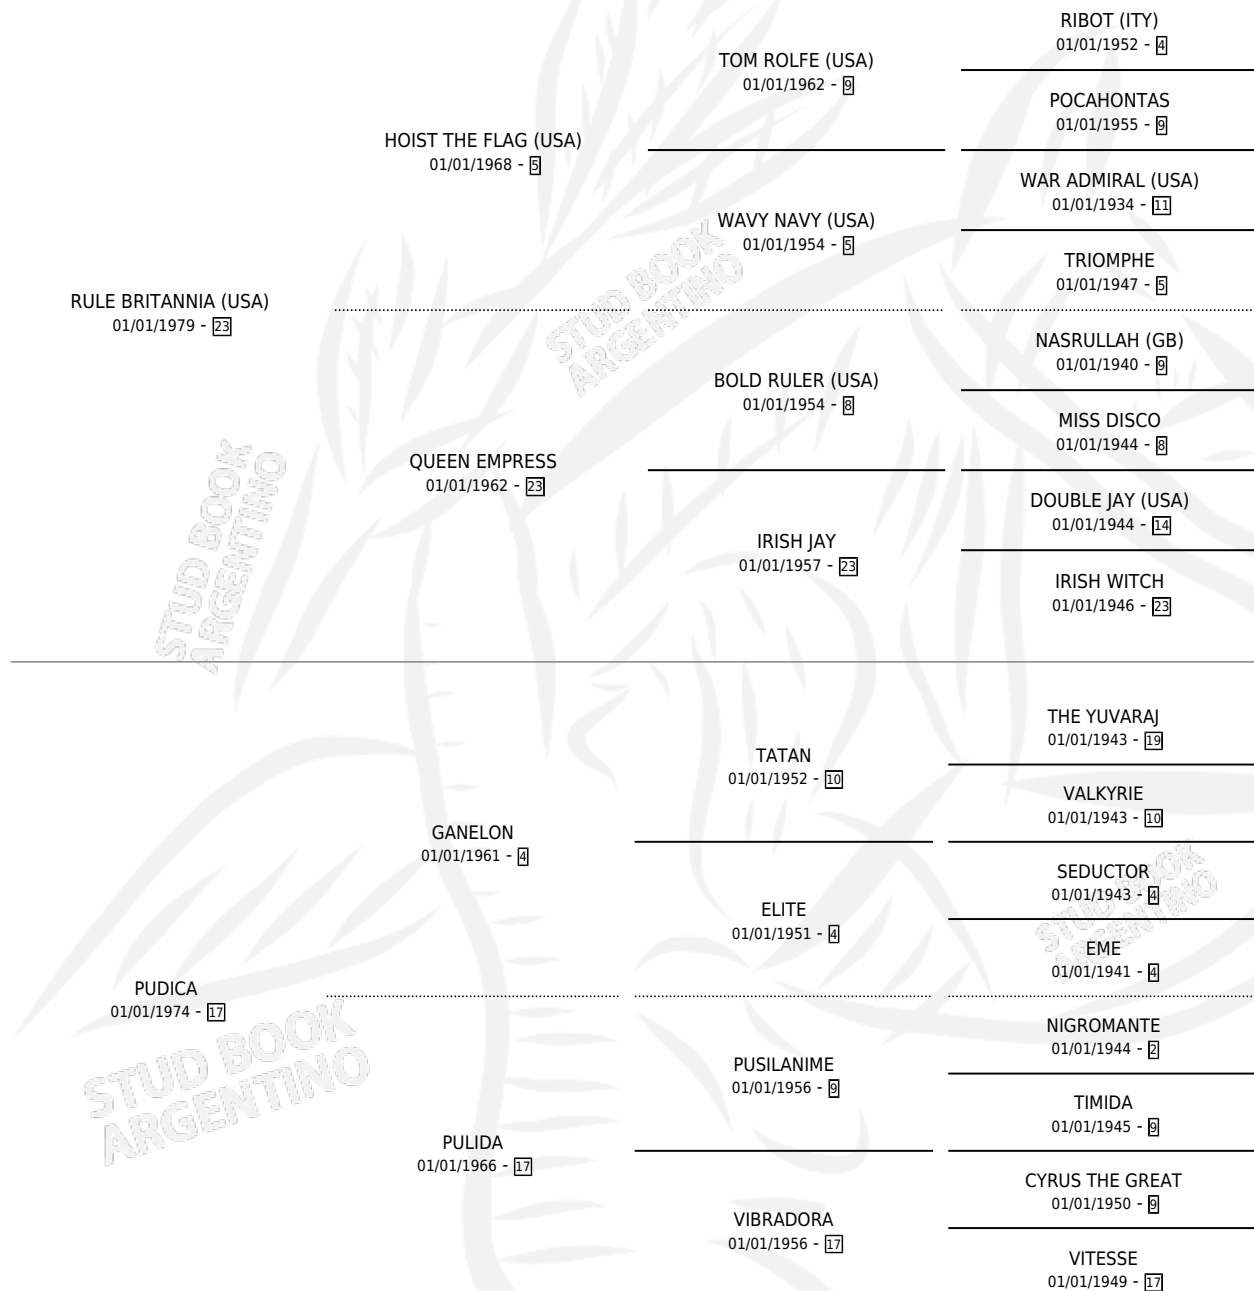 RIBOT (ITY)
01/01/1952 - 4
TOM ROLFE (USA)
01/01/1962 - 9
POCAHONTAS
01/01/1955 - 9
HOIST THE FLAG (USA)
01/01/1968 - 5
WAR ADMIRAL (USA)
01/01/1934 - 11
WAVY NAVY (USA)
01/01/1954 - 5
TRIOMPHE
01/01/1947 - 5
RULE BRITANNIA (USA)
01/01/1979 - 23
NASRULLAH (GB)
01/01/1940 - 9
BOLD RULER (USA)
01/01/1954 - 8
MISS DISCO
01/01/1944 - 8
QUEEN EMPRESS
01/01/1962 - 23
DOUBLE JAY (USA)
01/01/1944 - 14
IRISH JAY
01/01/1957 - 23
IRISH WITCH
01/01/1946 - 23
THE YUVARAJ
01/01/1943 - 19
TATAN
01/01/1952 - 10
VALKYRIE
01/01/1943 - 10
GANELON
01/01/1961 - 4
SEDUCTOR
01/01/1943 - 4
ELITE
01/01/1951 - 4
EME
01/01/1941 - 4
PUDICA
01/01/1974 - 17
NIGROMANTE
01/01/1944 - 2
PUSILANIME
01/01/1956 - 9
TIMIDA
01/01/1945 - 9
PULIDA
01/01/1966 - 17
CYRUS THE GREAT
01/01/1950 - 9
VIBRADORA
01/01/1956 - 17
VITESSE
01/01/1949 - 17
STUD BOOK
ARGENTINO
STUD BOOK
ARGENTINO
STUD BOOK
ARGENTINO
STUD BOOK
ARGENTINO